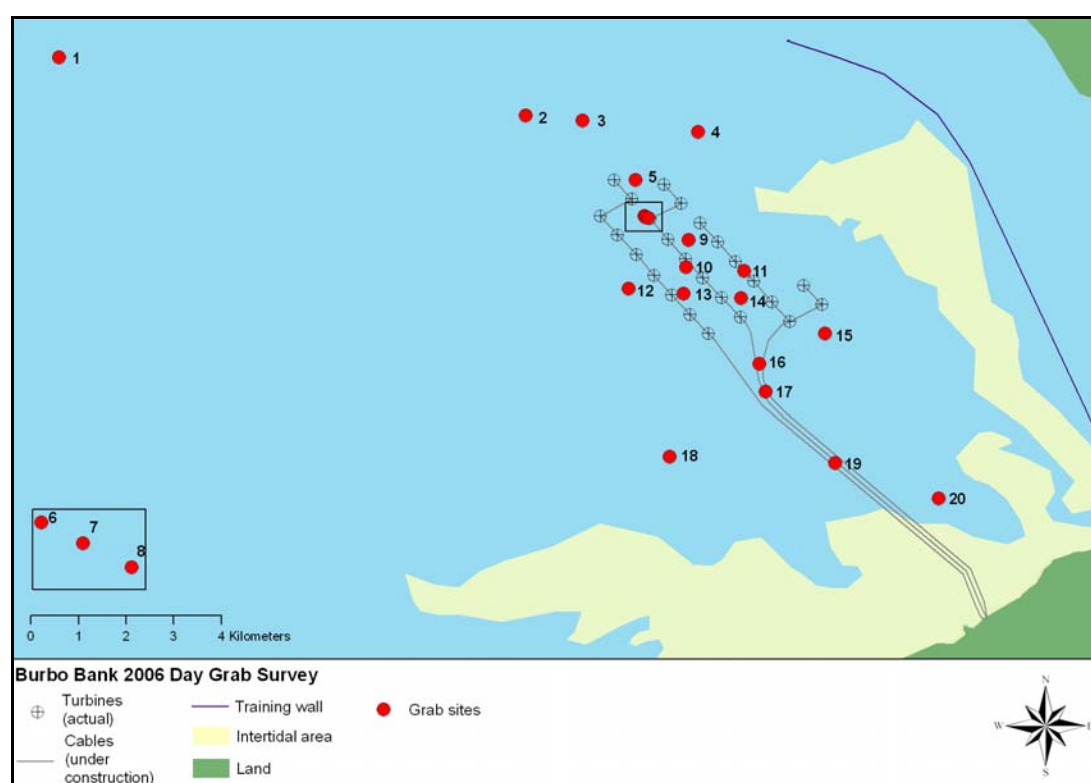 1
2
3
4
5
9
10
11
12
13
14
15
16
17
18
19
20
6
7
8
0 1 2 3 4 Kilometers
Burbo Bank 2006 Day Grab Survey
Turbines
(actual)
Cables
(under
construction)
Training wall
Intertidal area
Land
Grab sites
N
W E
S